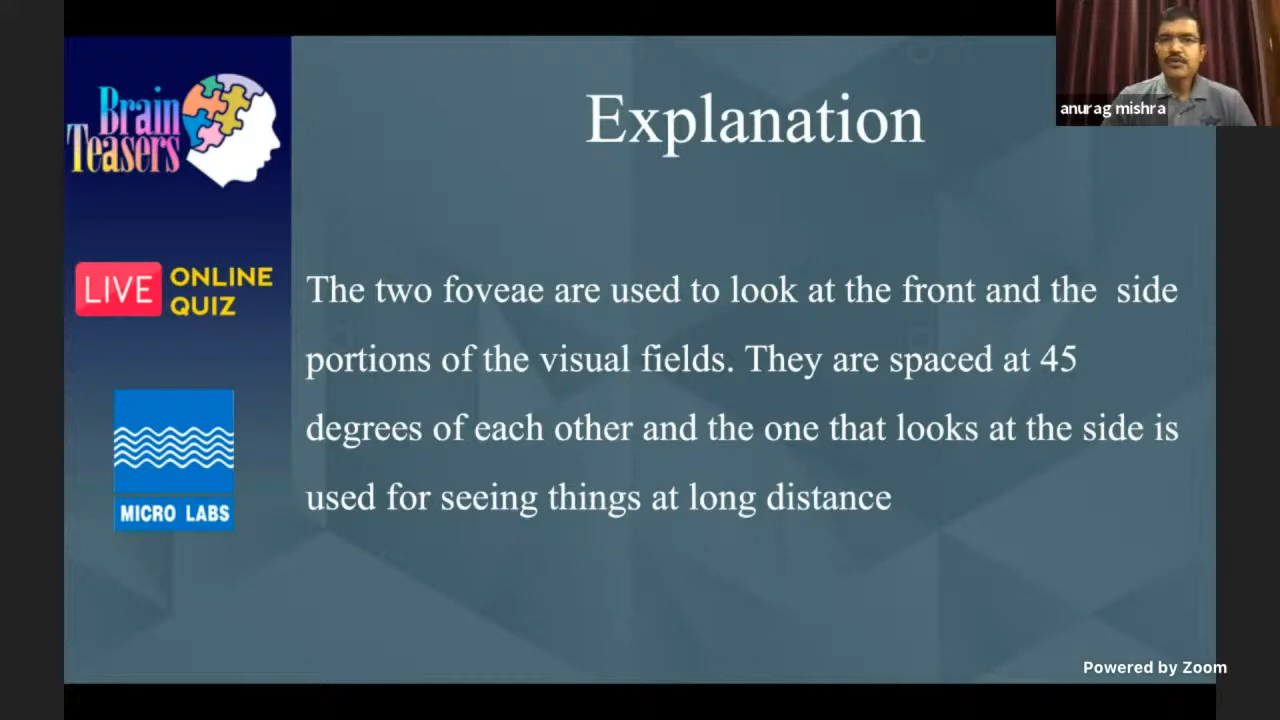 Brain
Teasers
LIVE ONLINE
QUIZ
MICRO LABS
Explanation
The two foveae are used to look at the front and the side
portions of the visual fields. They are spaced at 45
degrees of each other and the one that looks at the side is
used for seeing things at long distance
anurag mishra
Powered by Zoom